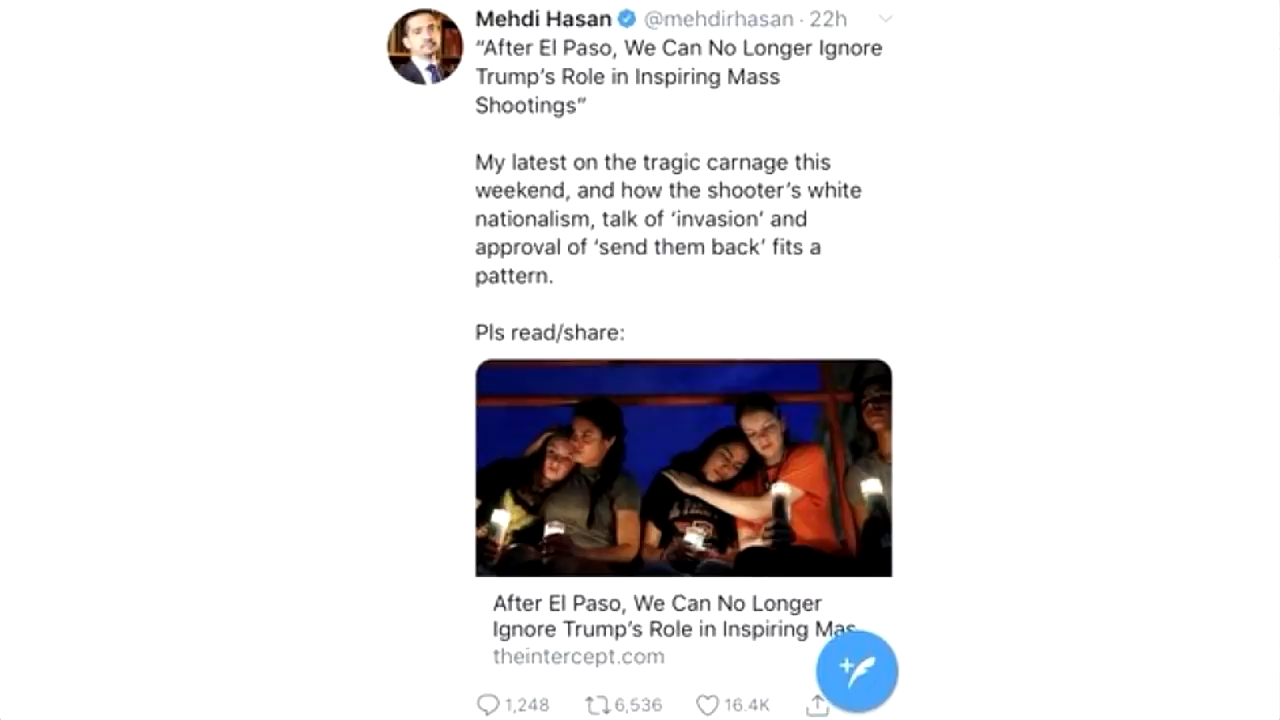 Mehdi Hasan @mehdirhasan · 22h
“After El Paso, We Can No Longer Ignore
Trump’s Role in Inspiring Mass
Shootings”
My latest on the tragic carnage this
weekend, and how the shooter’s white
nationalism, talk of ‘invasion’ and
approval of ‘send them back’ fits a
pattern.
Pls read/share:
After El Paso, We Can No Longer
Ignore Trump’s Role in Inspiring Mas
theintercept.com
1,248 6,536 16.4K